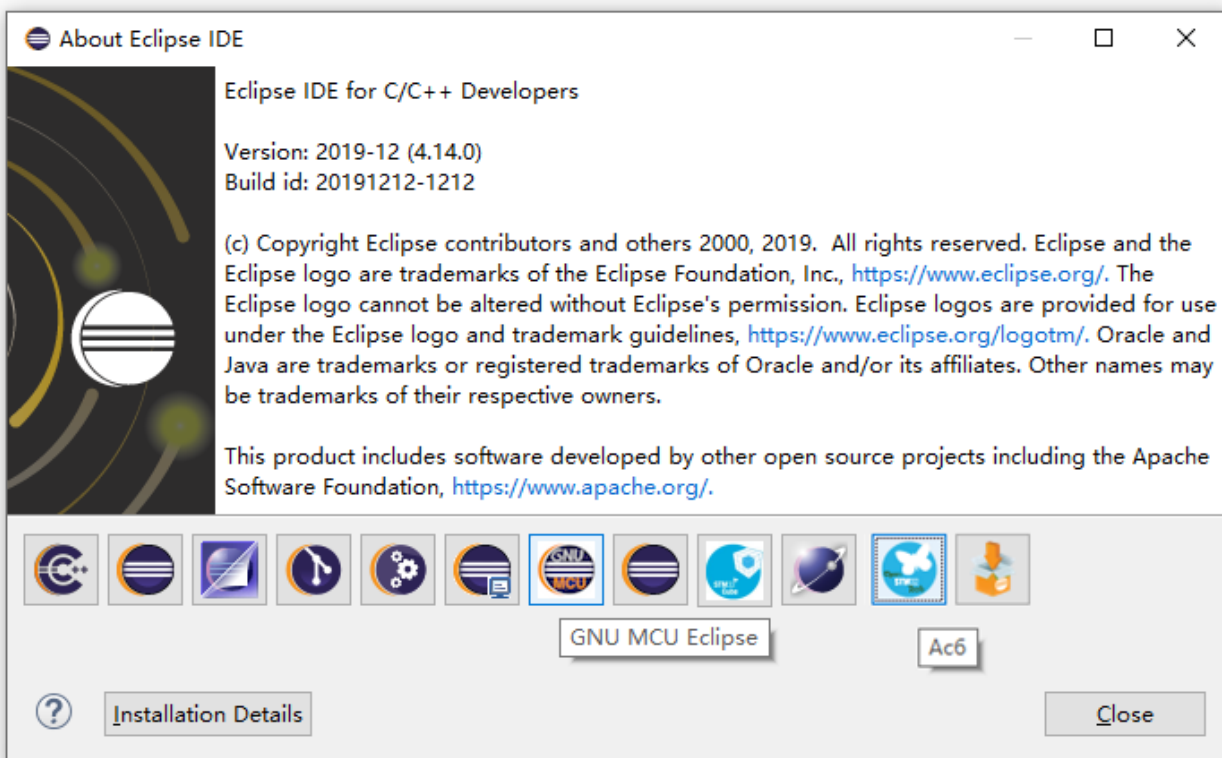 About Eclipse IDE
Eclipse IDE for C/C++ Developers
Version: 2019-12 (4.14.0)
Build id: 20191212-1212
(c) Copyright Eclipse contributors and others 2000, 2019.  All rights reserved. Eclipse and the
Eclipse logo are trademarks of the Eclipse Foundation, Inc., https://www.eclipse.org/. The
Eclipse logo cannot be altered without Eclipse's permission. Eclipse logos are provided for use
under the Eclipse logo and trademark guidelines, https://www.eclipse.org/logotm/. Oracle and
Java are trademarks or registered trademarks of Oracle and/or its affiliates. Other names may
be trademarks of their respective owners.
This product includes software developed by other open source projects including the Apache
Software Foundation, https://www.apache.org/.
GNU
MCU
GNU MCU Eclipse
Ac6
Installation Details
Close